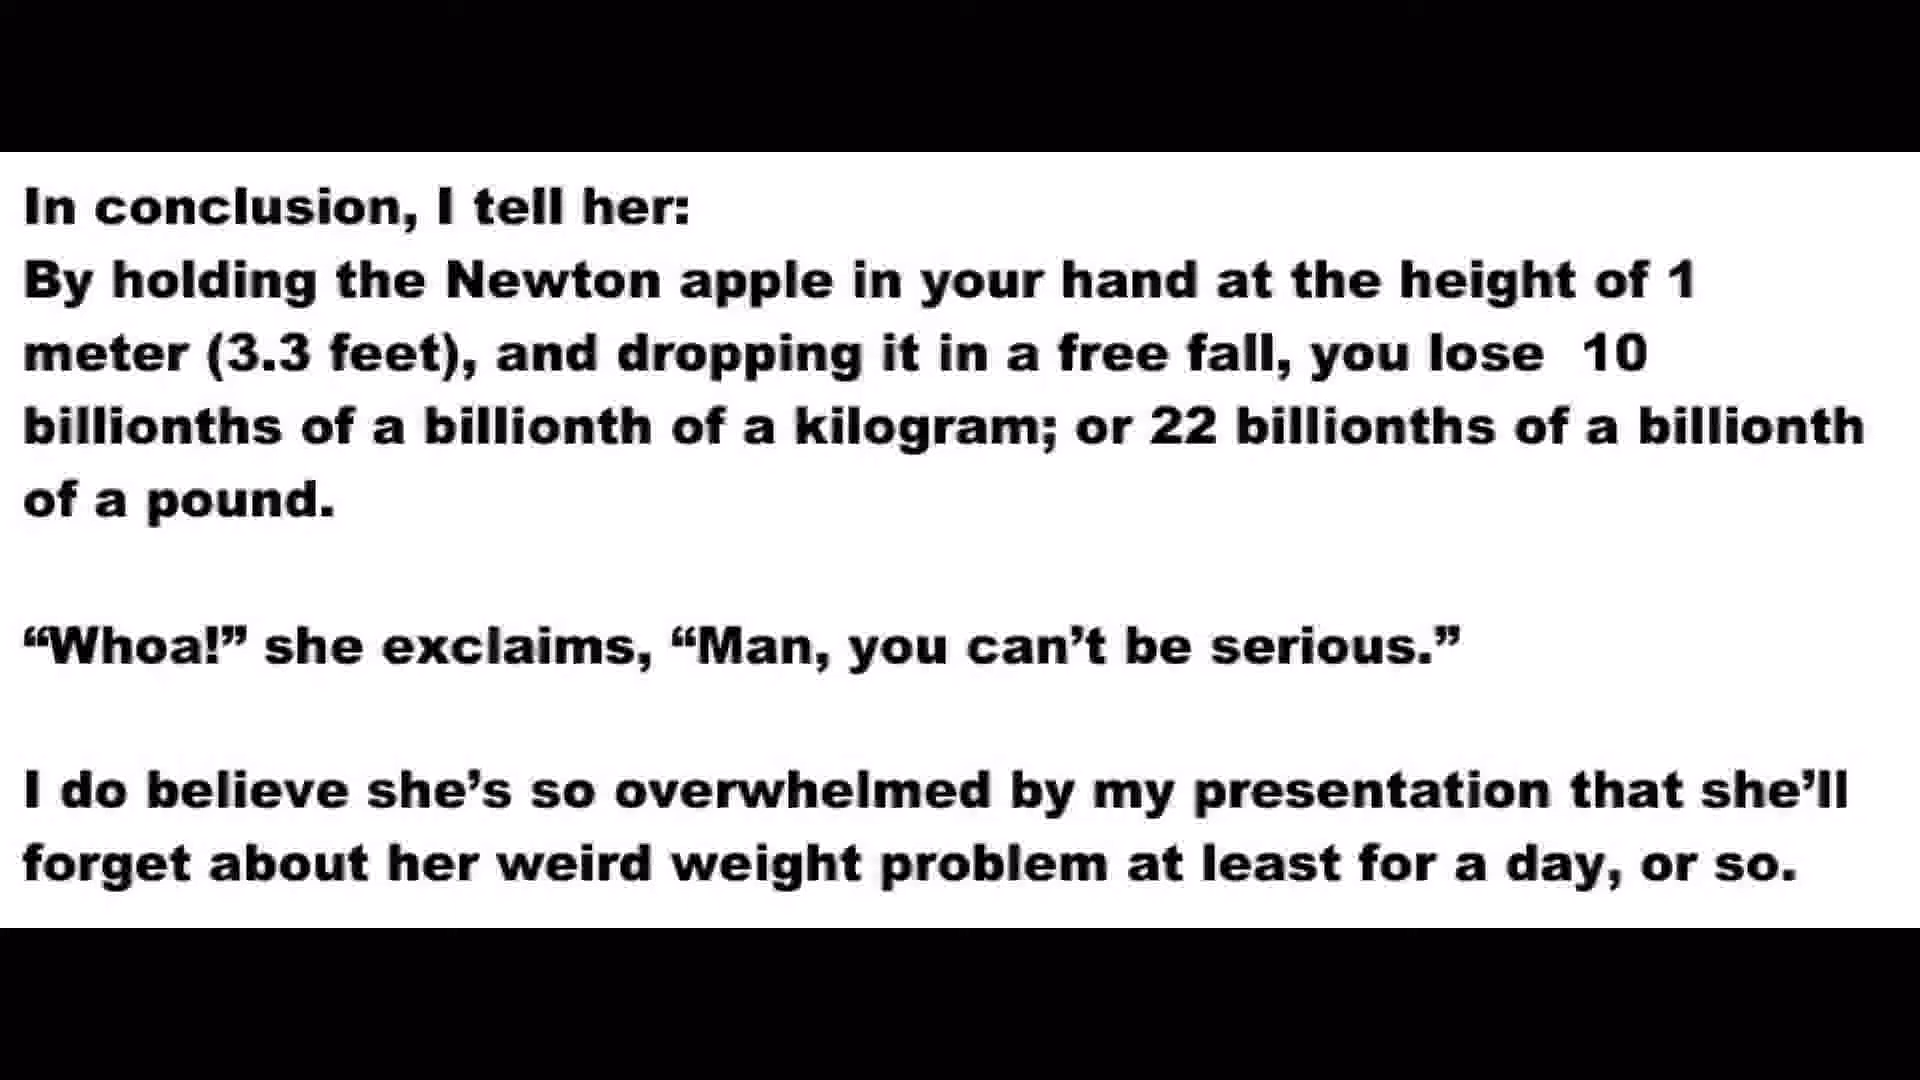 In conclusion, I tell her:
By holding the Newton apple in your hand at the height of 1
meter (3.3 feet), and dropping it in a free fall, you lose  10
billionths of a billionth of a kilogram; or 22 billionths of a billionth
of a pound.
“Whoa!” she exclaims, “Man, you can’t be serious.”
I do believe she’s so overwhelmed by my presentation that she’ll
forget about her weird weight problem at least for a day, or so.